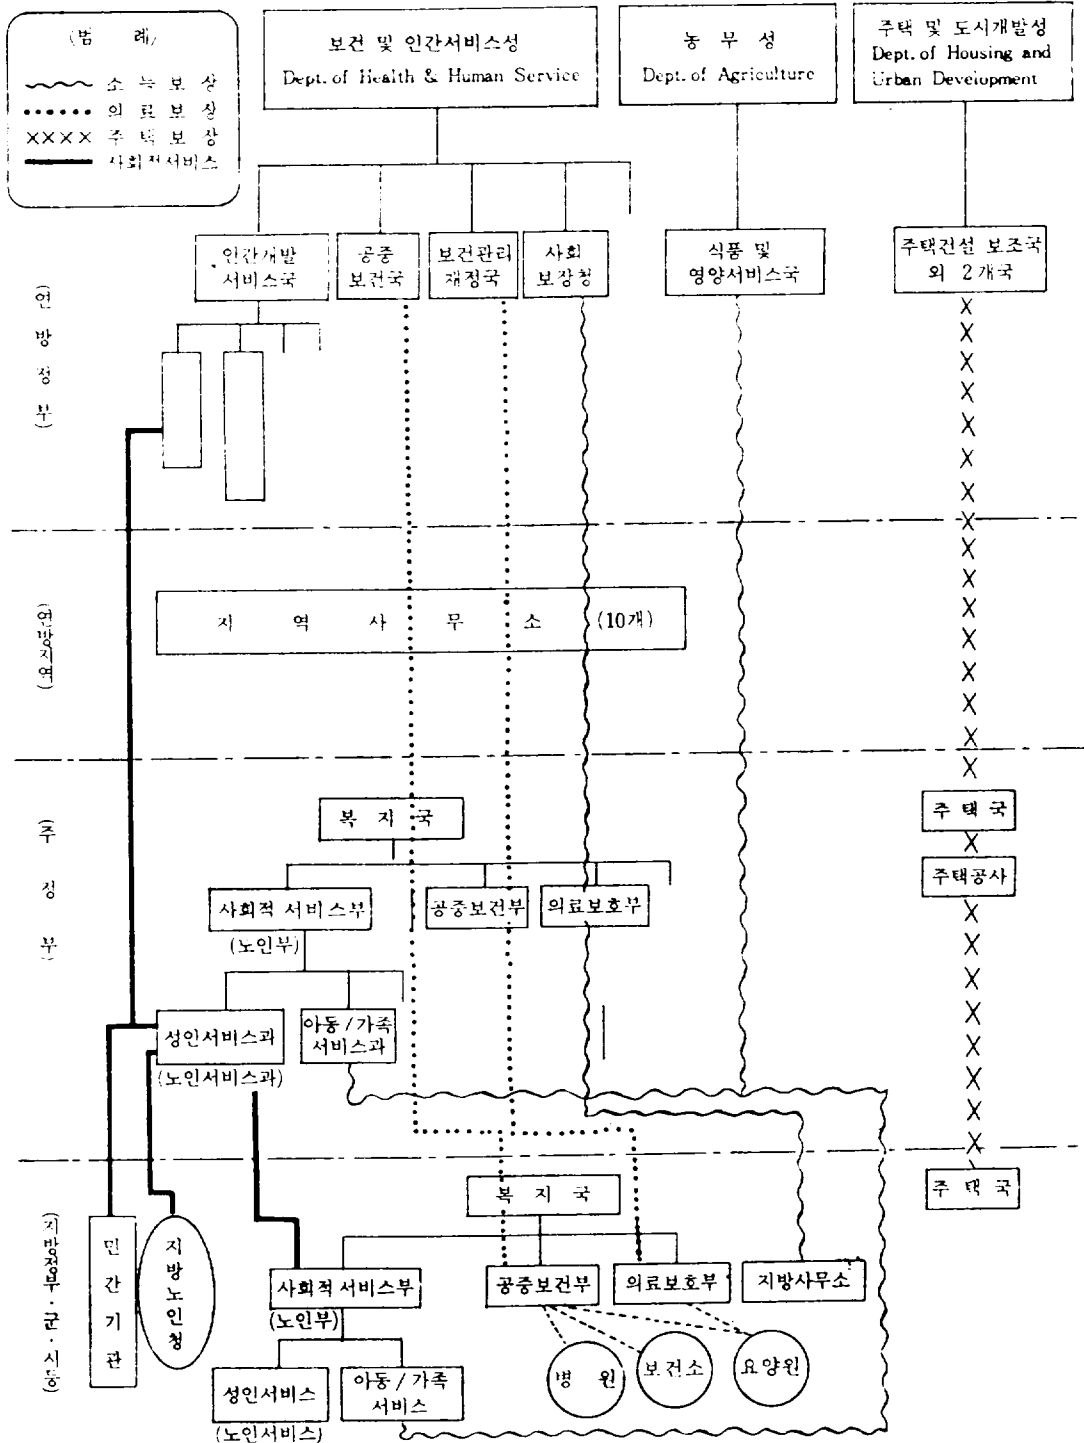 (범 례)
소득보장
의료보장
주택보장
사회적서비스
보건 및 인간서비스성
Dept. of Health & Human Service
농무성
Dept. of Agriculture
주택 및 도시개발성
Dept. of Housing and
Urban Development
인간개발
서비스국
공중
보건국
보건관리
재정국
사회
보장청
식품 및
영양서비스국
주택건설 보조국
외 2개국
(연방정부)
지역사무소 (10개)
(연방지역)
(주정부)
복지국
주택국
주택공사
사회적 서비스부
(노인부)
공중보건부
의료보호부
성인서비스과
(노인서비스과)
아동/가족
서비스과
(지방정부·군·시등)
복지국
주택국
민간기관
지방노인청
사회적 서비스부
(노인부)
공중보건부
의료보호부
지방사무소
성인서비스
(노인서비스)
아동/가족
서비스
병원
보건소
요양원